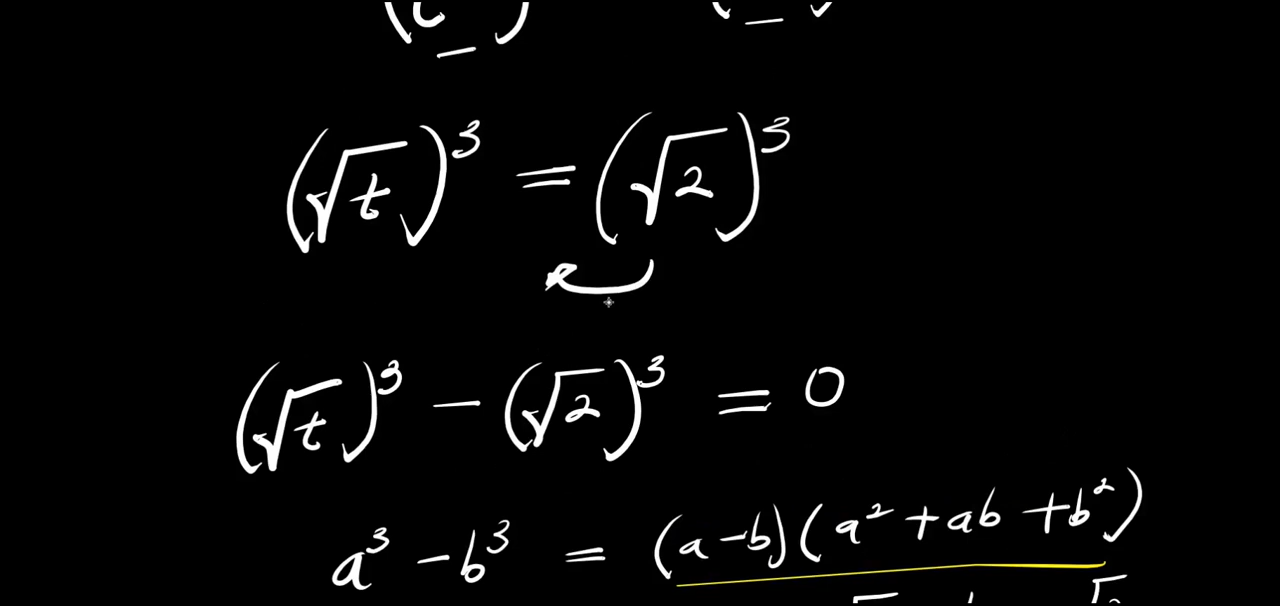 (√t)³ = (√2)³
(√t)³ − (√2)³ = 0
a³ − b³ = (a−b)(a² + ab + b²)